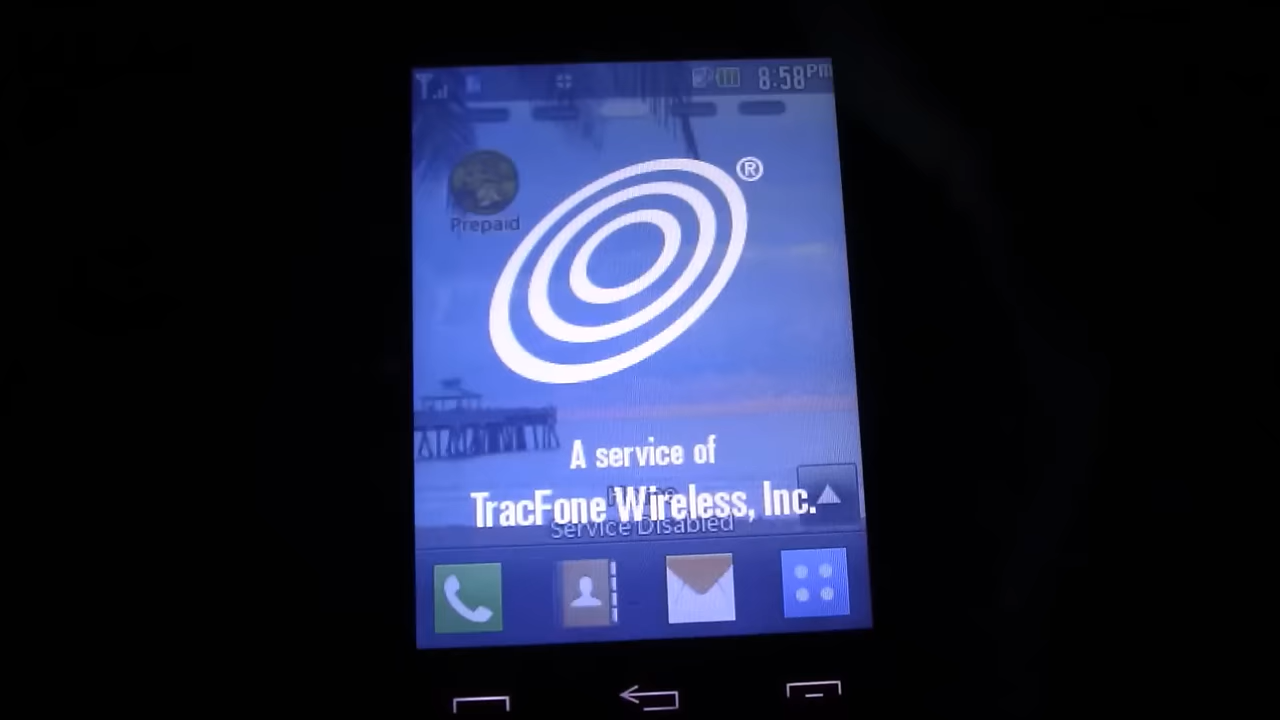 8:58PM
®
Prepaid
A service of
TracFone Wireless, Inc.
Service Disabled